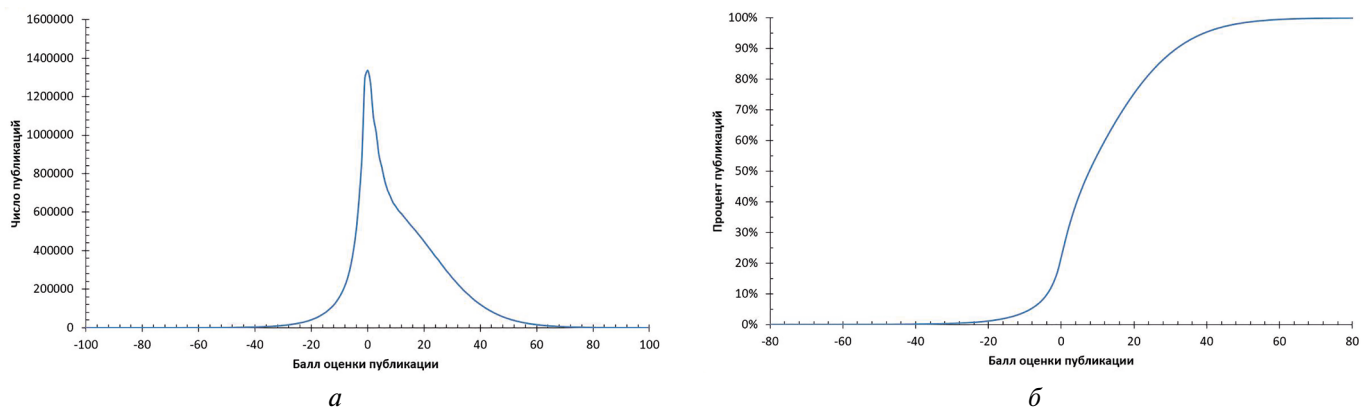 1600000
1400000
1200000
1000000
800000
600000
400000
200000
0
Число публикаций
-100 -80 -60 -40 -20 0 20 40 60 80 100
Балл оценки публикации
а
100%
90%
80%
70%
60%
50%
40%
30%
20%
10%
0%
Процент публикаций
-80 -60 -40 -20 0 20 40 60 80
Балл оценки публикации
б